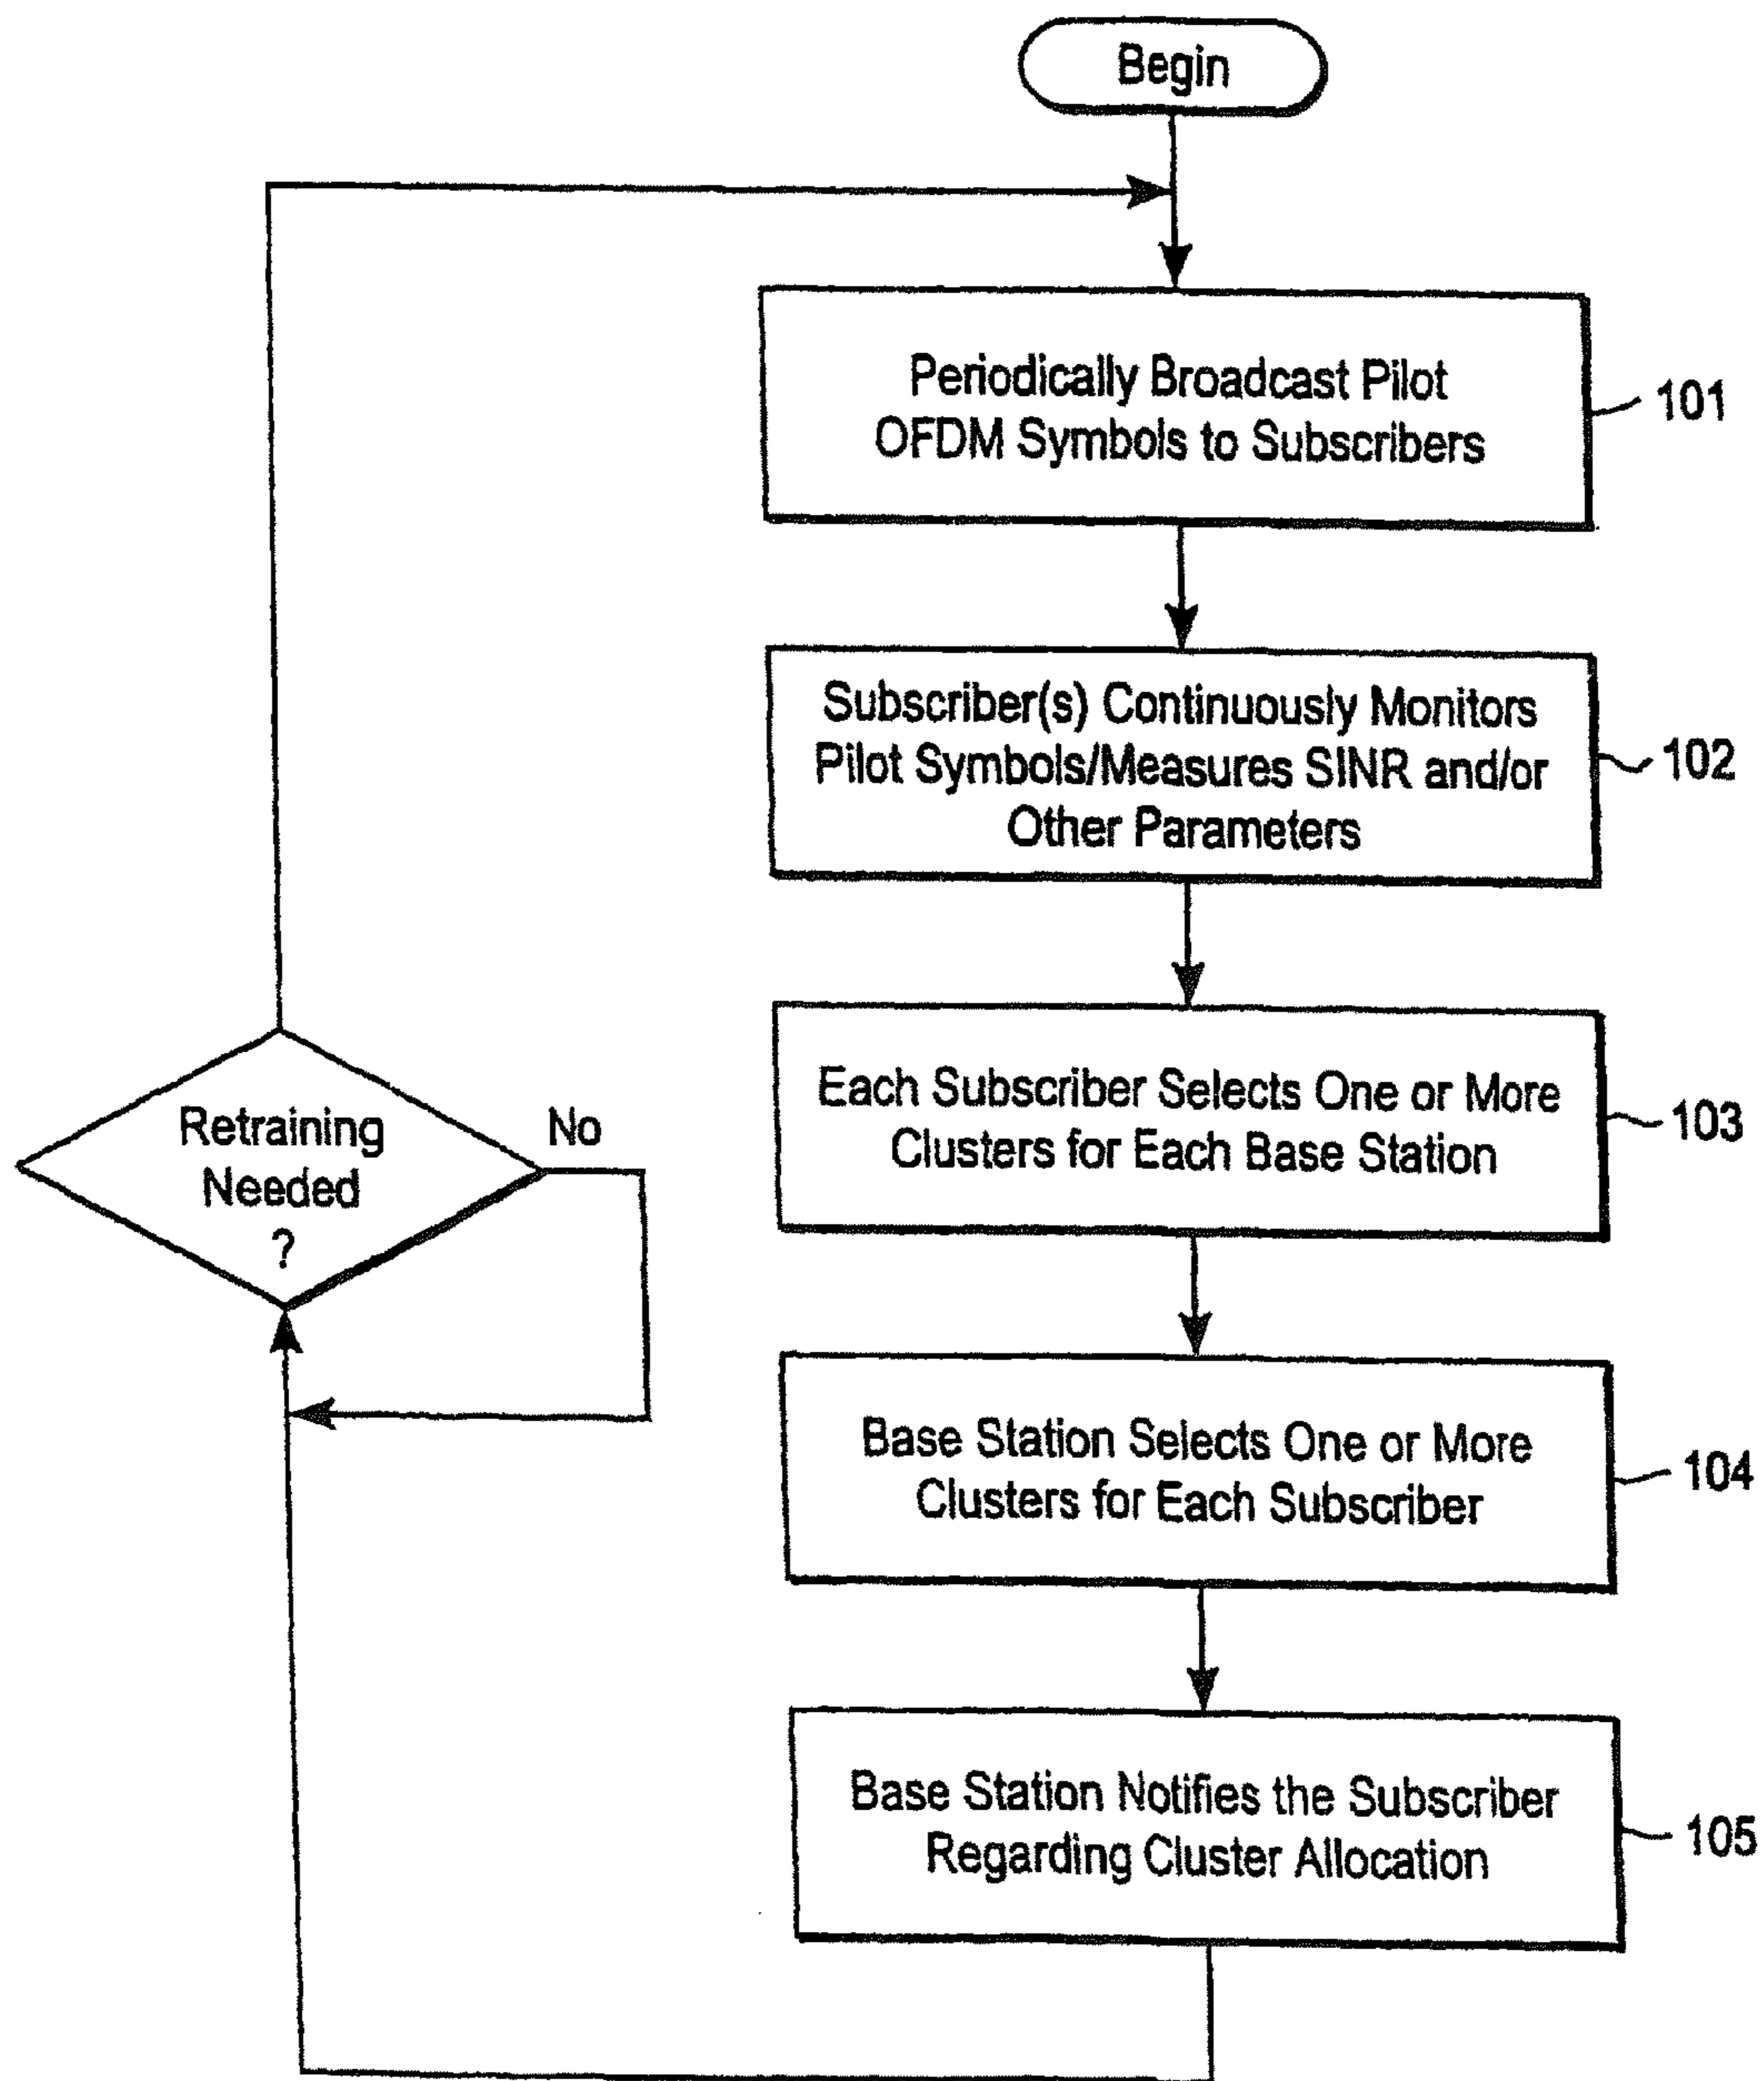 Begin
Periodically Broadcast Pilot
OFDM Symbols to Subscribers
101
Subscriber(s) Continuously Monitors
Pilot Symbols/Measures SINR and/or
Other Parameters
102
Each Subscriber Selects One or More
Clusters for Each Base Station
103
Retraining
Needed
?
No
Base Station Selects One or More
Clusters for Each Subscriber
104
Base Station Notifies the Subscriber
Regarding Cluster Allocation
105